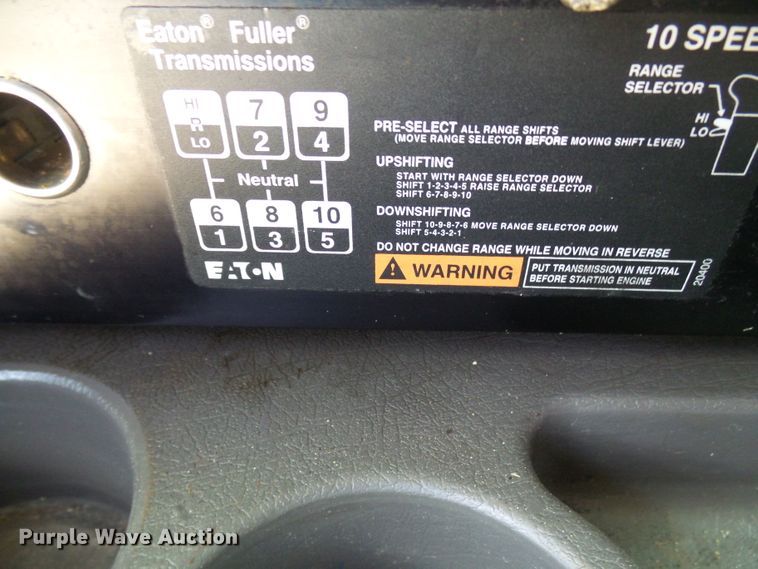 Eaton® Fuller®
Transmissions
10 SPEE
RANGE
SELECTOR
HI
LO
HI
R
LO
7
2
9
4
Neutral
6
1
8
3
10
5
EATON
PRE-SELECT ALL RANGE SHIFTS
(MOVE RANGE SELECTOR BEFORE MOVING SHIFT LEVER)
UPSHIFTING
START WITH RANGE SELECTOR DOWN
SHIFT 1-2-3-4-5 RAISE RANGE SELECTOR
SHIFT 6-7-8-9-10
DOWNSHIFTING
SHIFT 10-9-8-7-6 MOVE RANGE SELECTOR DOWN
SHIFT 5-4-3-2-1
DO NOT CHANGE RANGE WHILE MOVING IN REVERSE
WARNING
PUT TRANSMISSION IN NEUTRAL
BEFORE STARTING ENGINE
20400
Purple Wave Auction